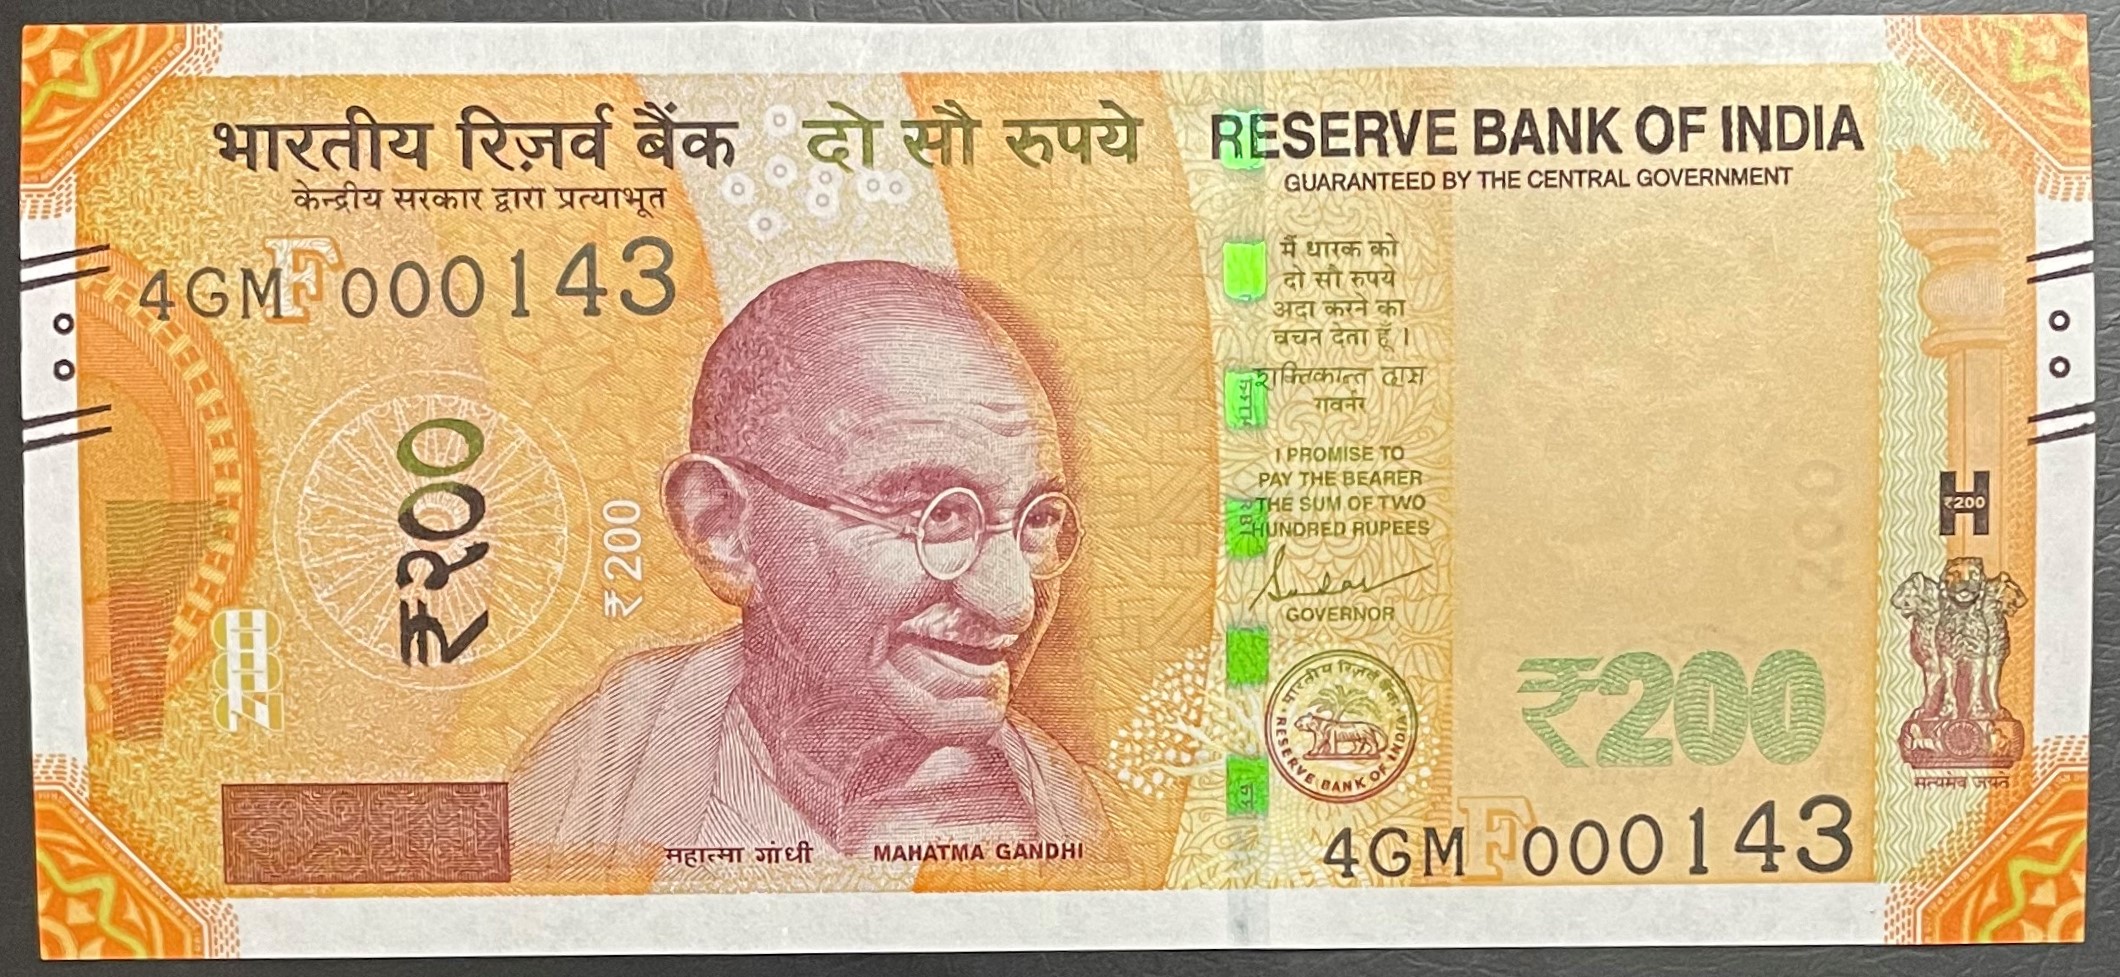 भारतीय रिज़र्व बैंक दो सौ रुपये RESERVE BANK OF INDIA
केन्द्रीय सरकार द्वारा प्रत्याभूत
GUARANTEED BY THE CENTRAL GOVERNMENT
4GM F 000143
₹२००
₹200
मैं धारक को
दो सौ रुपये
अदा करने का
वचन देता हूँ ।
शक्तिकान्त दास
गवर्नर
I PROMISE TO
PAY THE BEARER
THE SUM OF TWO
HUNDRED RUPEES
GOVERNOR
भारतीय रिज़र्व बैंक
RESERVE BANK OF INDIA
200
₹200
₹200
सत्यमेव जयते
महात्मा गांधी MAHATMA GANDHI
4GM F 000143